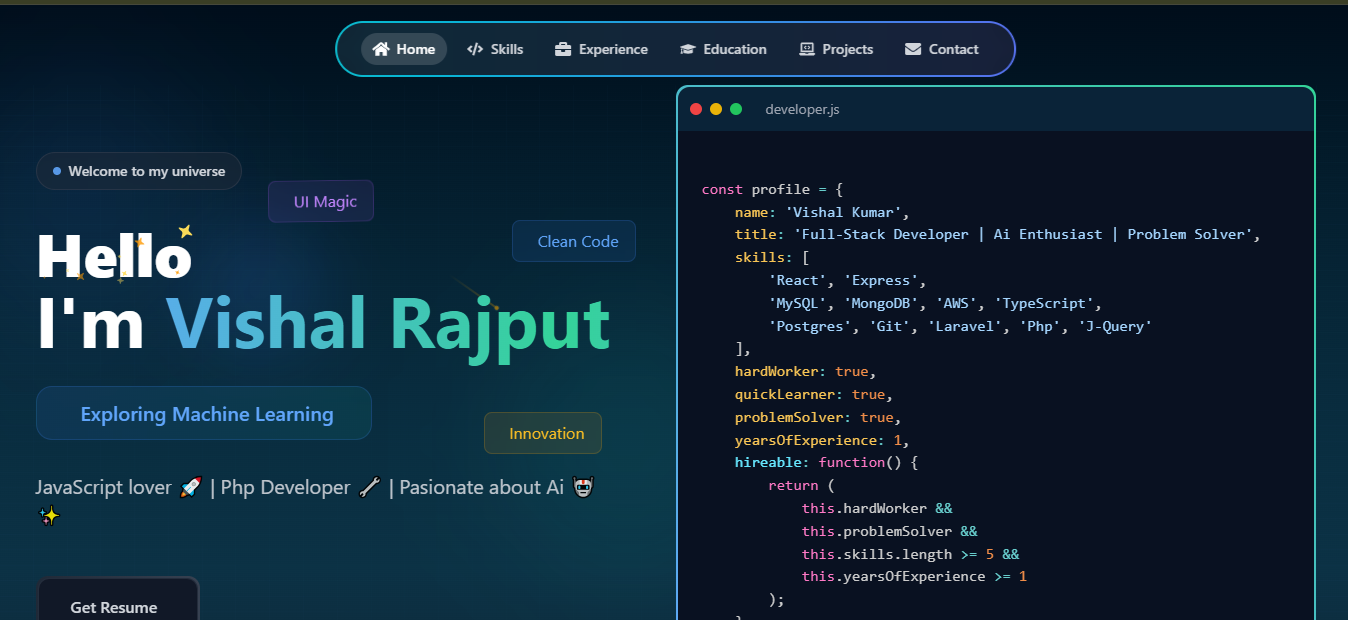 Home Skills Experience Education Projects Contact
Welcome to my universe
UI Magic
Clean Code
Hello
I'm Vishal Rajput
Exploring Machine Learning
Innovation
JavaScript lover 🚀 | Php Developer 🔧 | Pasionate about Ai 🤖
✨
Get Resume
developer.js
const profile = {
    name: 'Vishal Kumar',
    title: 'Full-Stack Developer | Ai Enthusiast | Problem Solver',
    skills: [
        'React', 'Express',
        'MySQL', 'MongoDB', 'AWS', 'TypeScript',
        'Postgres', 'Git', 'Laravel', 'Php', 'J-Query'
    ],
    hardWorker: true,
    quickLearner: true,
    problemSolver: true,
    yearsOfExperience: 1,
    hireable: function() {
        return (
            this.hardWorker &&
            this.problemSolver &&
            this.skills.length >= 5 &&
            this.yearsOfExperience >= 1
        );